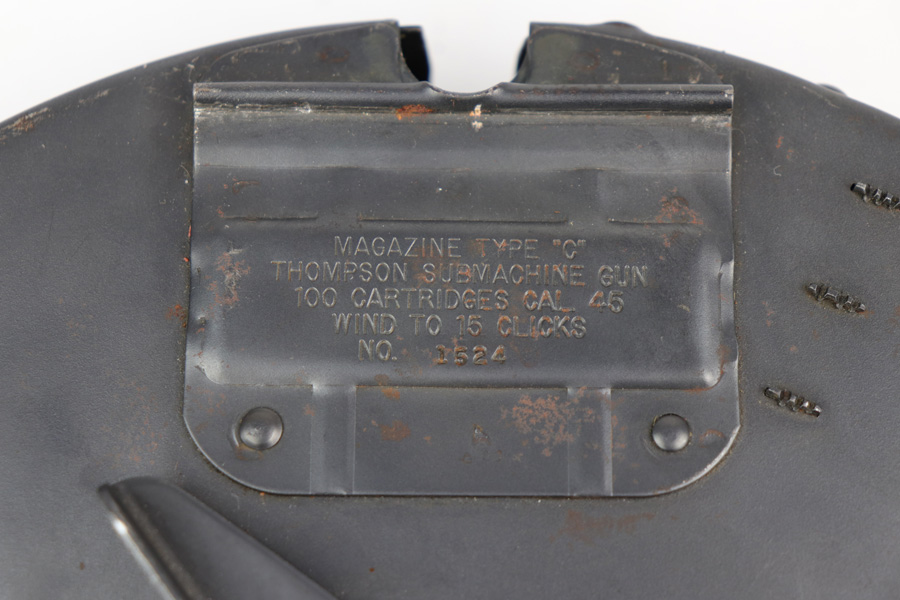 MAGAZINE TYPE "C"
THOMPSON SUBMACHINE GUN
100 CARTRIDGES CAL. 45
WIND TO 15 CLICKS
NO. 1524